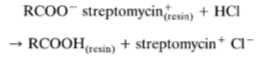 RCOO⁻ streptomycin⁺(resin) + HCl
→ RCOOH(resin) + streptomycin⁺ Cl⁻